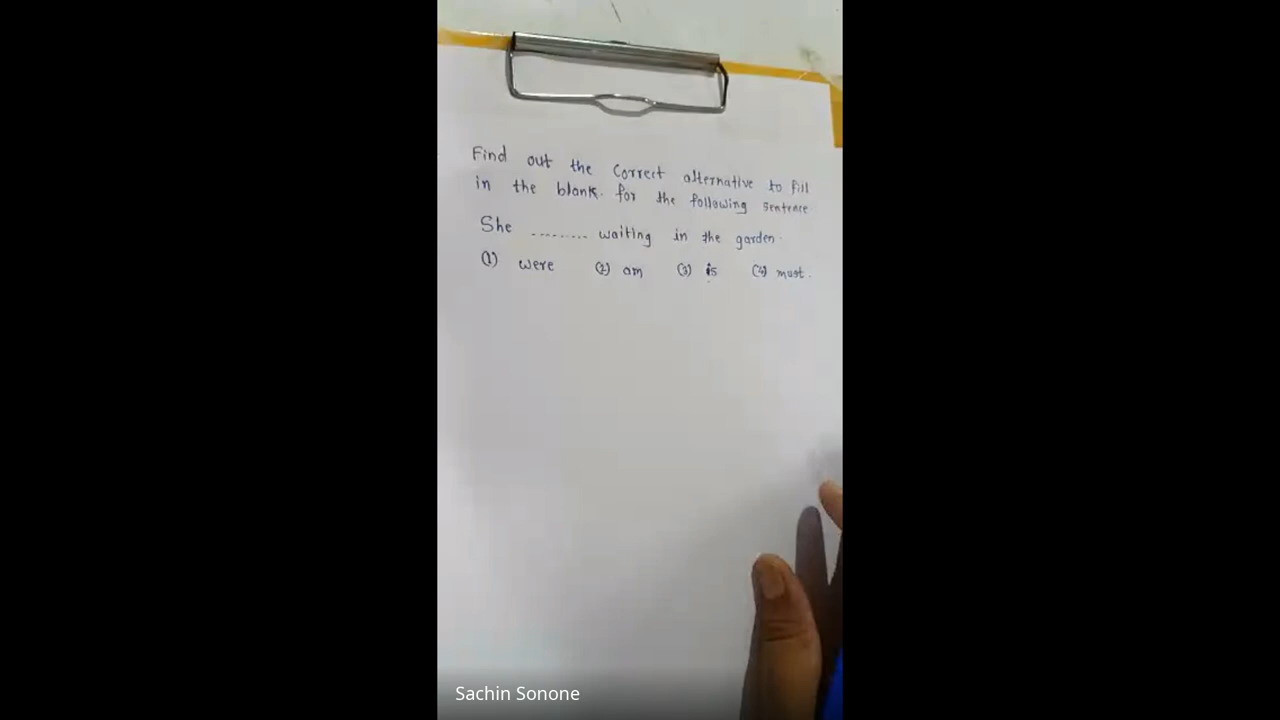 Find out the correct alternative to fill
in the blank. for the following sentence
She ......... waiting in the garden.
(1) were (2) am (3) is (4) must.
Sachin Sonone